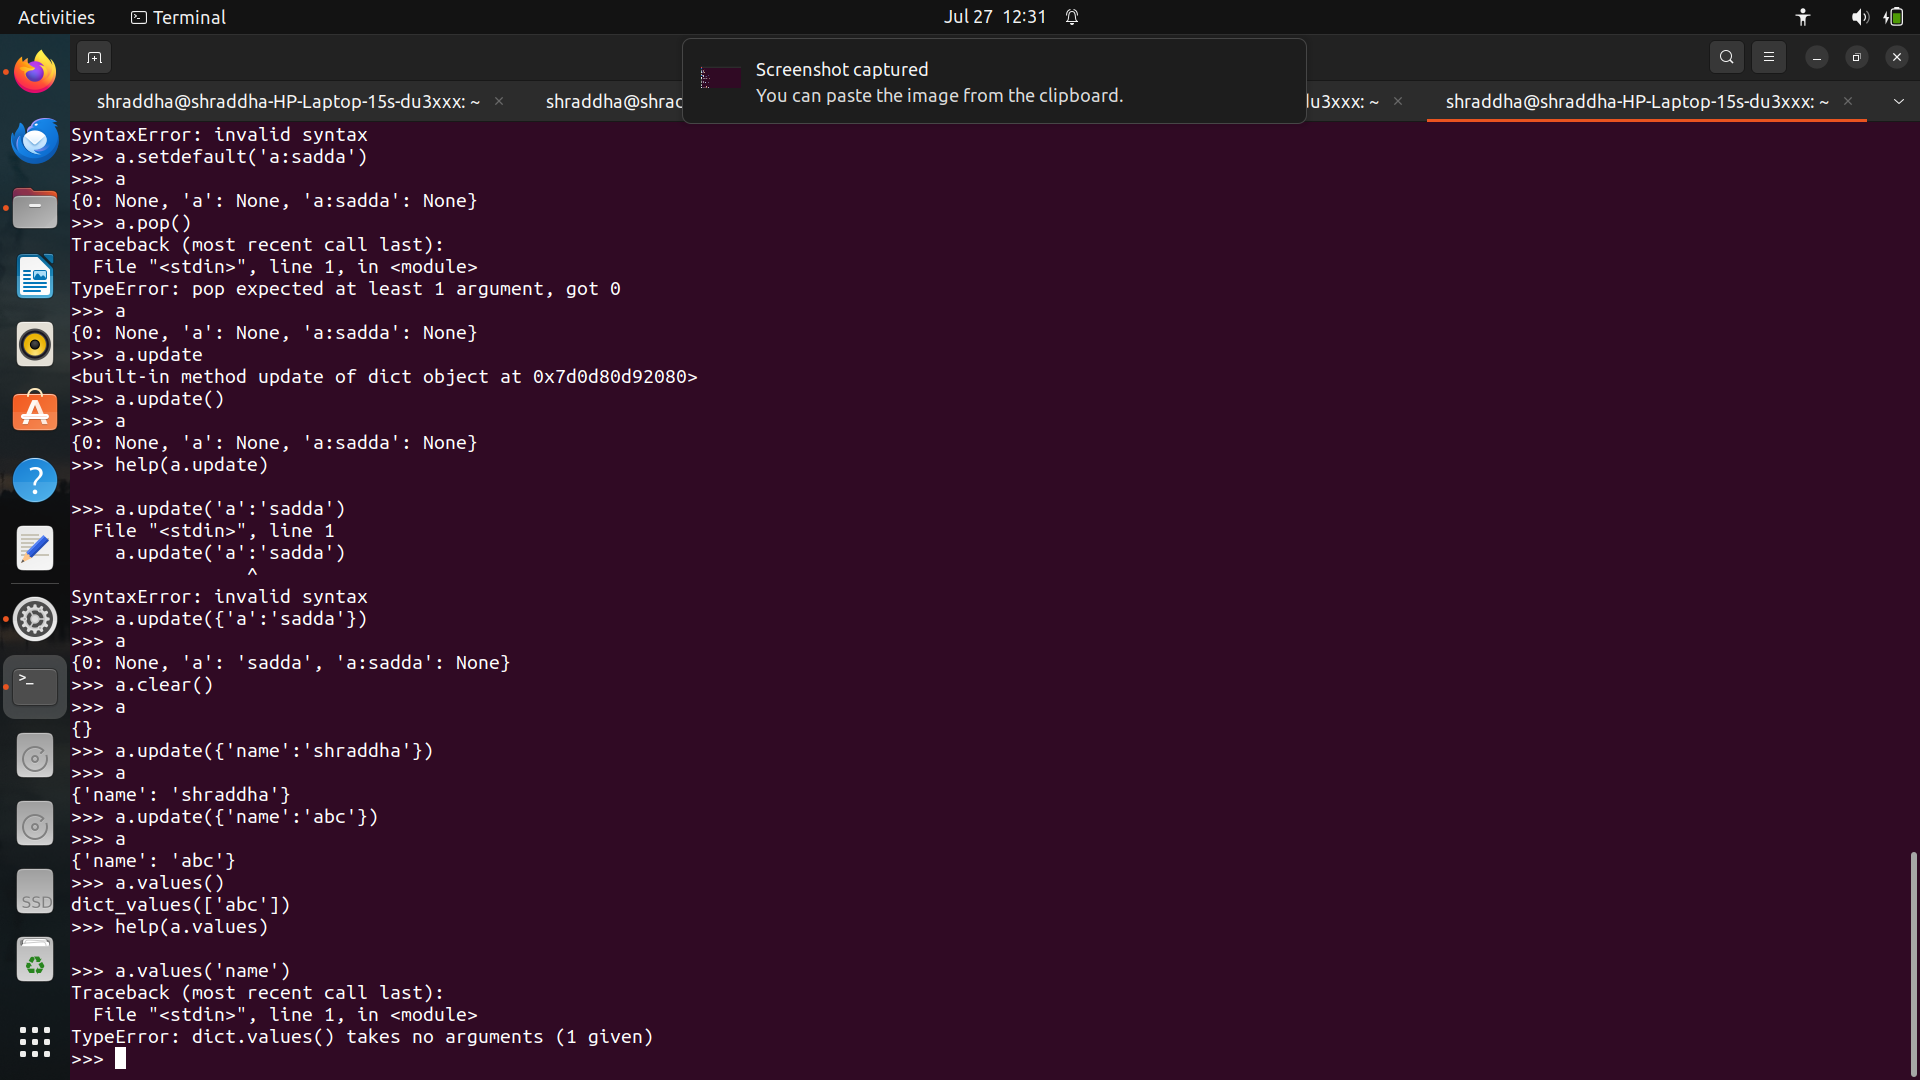 Activities
Terminal
Jul 27 12:31
Screenshot captured
You can paste the image from the clipboard.
shraddha@shraddha-HP-Laptop-15s-du3xxx: ~
shraddha@shrad
u3xxx: ~
shraddha@shraddha-HP-Laptop-15s-du3xxx: ~
SyntaxError: invalid syntax
>>> a.setdefault('a:sadda')
>>> a
{0: None, 'a': None, 'a:sadda': None}
>>> a.pop()
Traceback (most recent call last):
  File "<stdin>", line 1, in <module>
TypeError: pop expected at least 1 argument, got 0
>>> a
{0: None, 'a': None, 'a:sadda': None}
>>> a.update
<built-in method update of dict object at 0x7d0d80d92080>
>>> a.update()
>>> a
{0: None, 'a': None, 'a:sadda': None}
>>> help(a.update)
>>> a.update('a':'sadda')
  File "<stdin>", line 1
    a.update('a':'sadda')
                ^
SyntaxError: invalid syntax
>>> a.update({'a':'sadda'})
>>> a
{0: None, 'a': 'sadda', 'a:sadda': None}
>>> a.clear()
>>> a
{}
>>> a.update({'name':'shraddha'})
>>> a
{'name': 'shraddha'}
>>> a.update({'name':'abc'})
>>> a
{'name': 'abc'}
>>> a.values()
dict_values(['abc'])
>>> help(a.values)
>>> a.values('name')
Traceback (most recent call last):
  File "<stdin>", line 1, in <module>
TypeError: dict.values() takes no arguments (1 given)
>>>
SSD